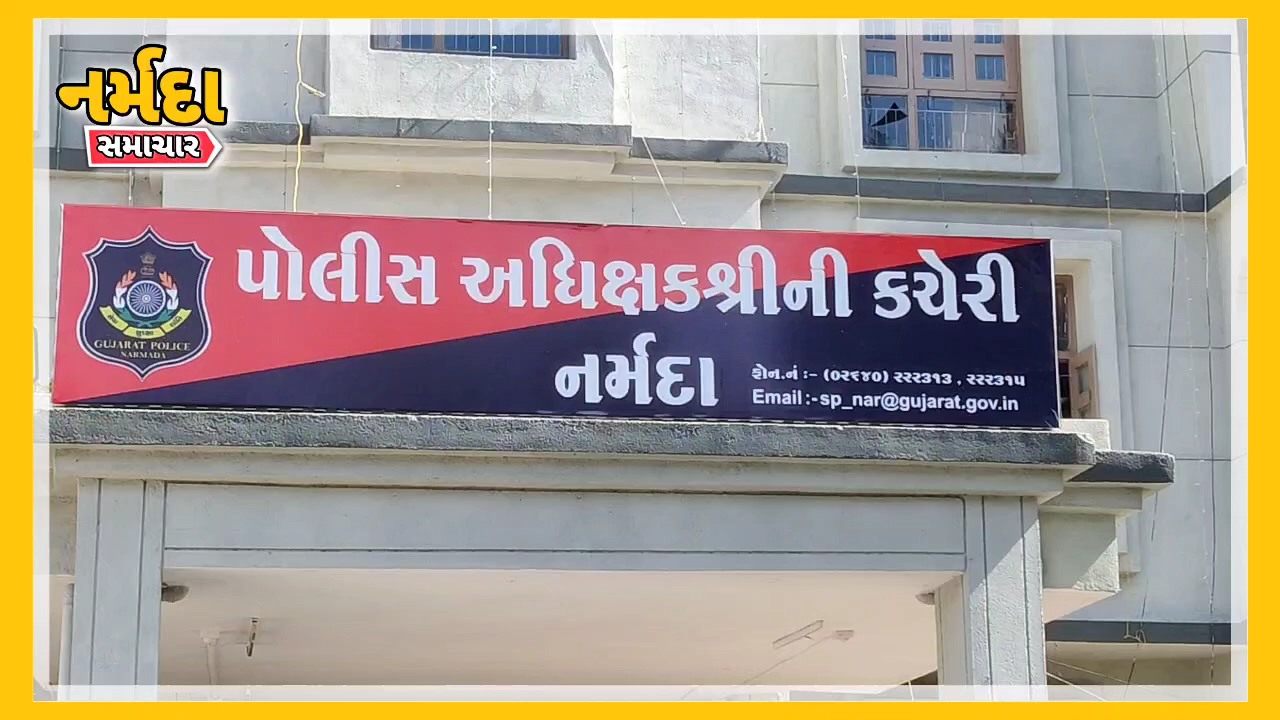 નર્મદા
સમાચાર
પોલીસ અધિક્ષકશ્રીની કચેરી
નર્મદા
ફોન.નં :- (૦૨૬૪૦) ૨૨૨૩૧૩ , ૨૨૨૩૧૫
Email :- sp_nar@gujarat.gov.in
સેવા સુરક્ષા શાંતિ
GUJARAT POLICE
NARMADA